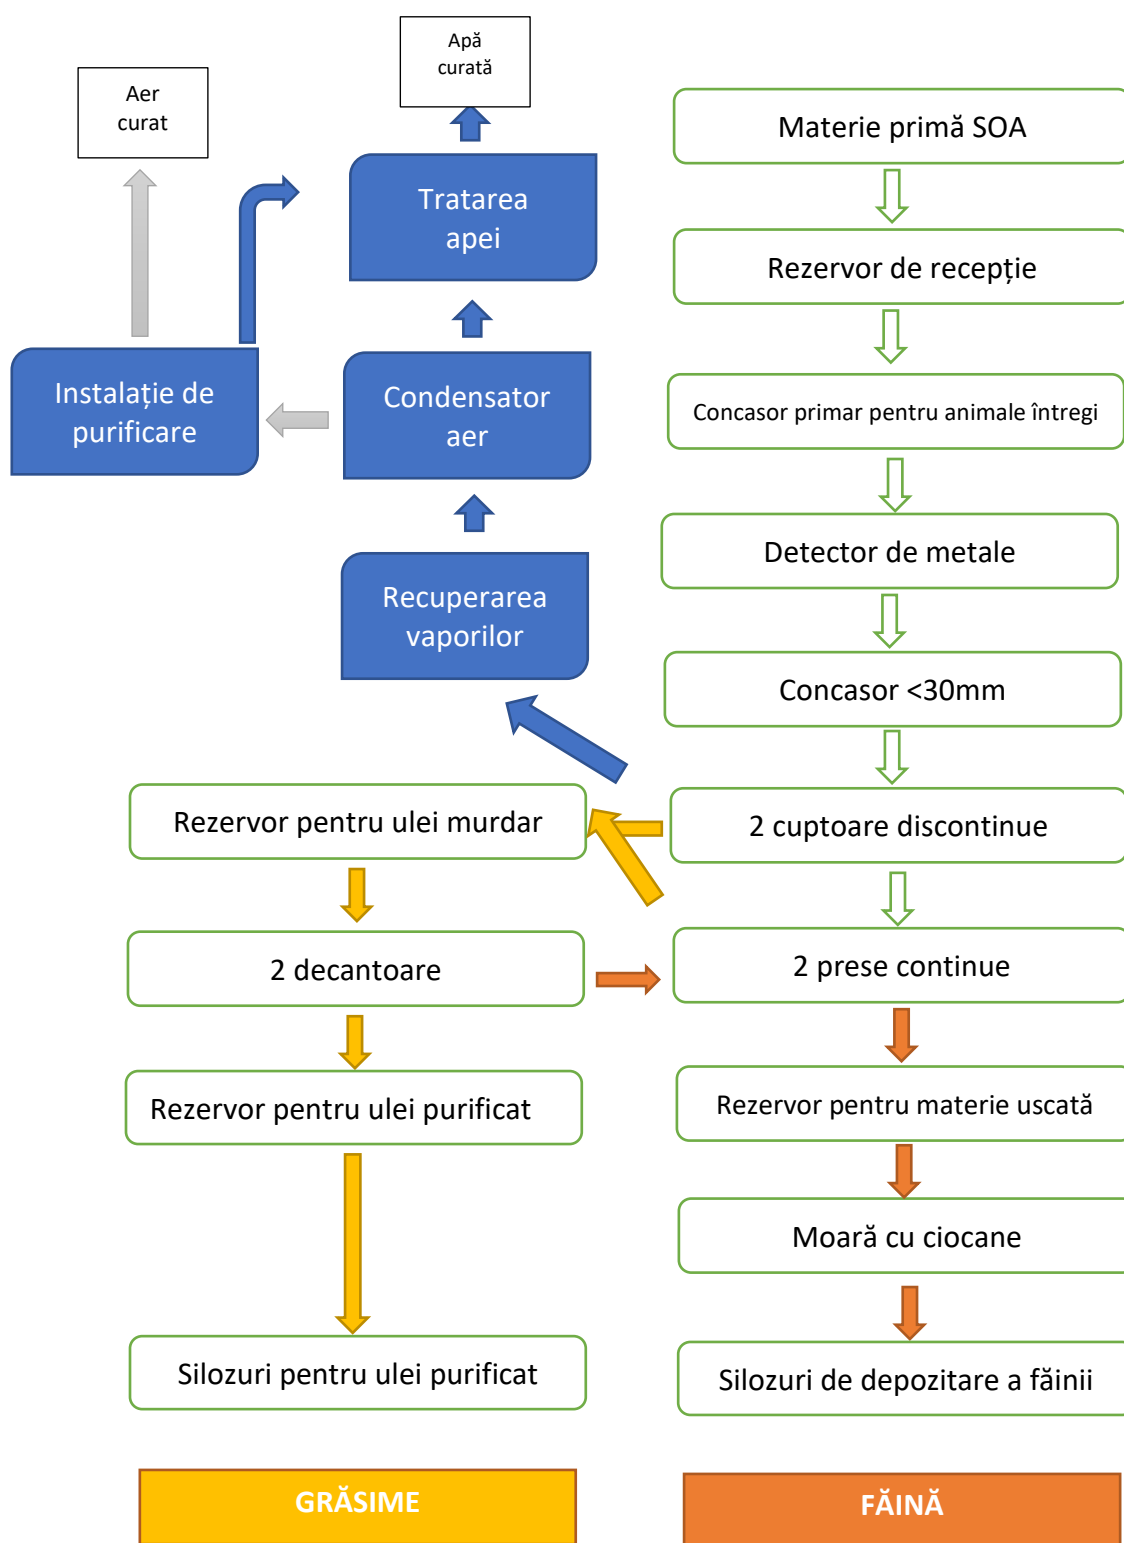 Apă
curată
Aer
curat
Materie primă SOA
Tratarea
apei
Rezervor de recepție
Instalație de
purificare
Condensator
aer
Concasor primar pentru animale întregi
Detector de metale
Recuperarea
vaporilor
Concasor <30mm
Rezervor pentru ulei murdar
2 cuptoare discontinue
2 decantoare
2 prese continue
Rezervor pentru ulei purificat
Rezervor pentru materie uscată
Moară cu ciocane
Silozuri pentru ulei purificat
Silozuri de depozitare a făinii
GRĂSIME
FĂINĂ